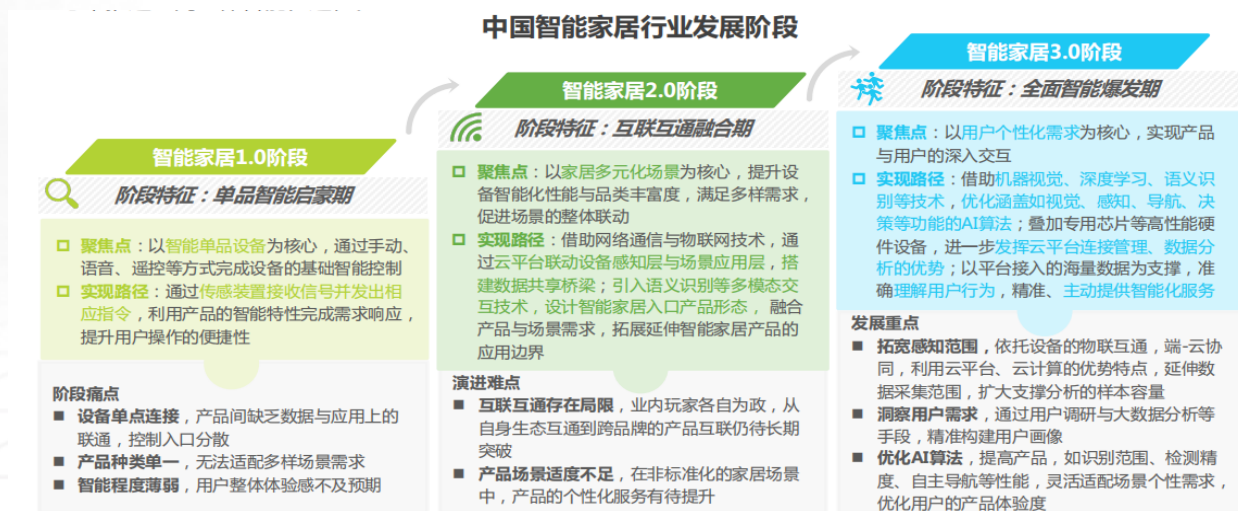 中国智能家居行业发展阶段
智能家居1.0阶段
阶段特征：单品智能启蒙期
聚焦点：以智能单品设备为核心，通过手动、
语音、遥控等方式完成设备的基础智能控制
实现路径：通过传感装置接收信号并发出相
应指令，利用产品的智能特性完成需求响应，
提升用户操作的便捷性
阶段痛点
设备单点连接，产品间缺乏数据与应用上的
联通，控制入口分散
产品种类单一，无法适配多样场景需求
智能程度薄弱，用户整体体验感不及预期
智能家居2.0阶段
阶段特征：互联互通融合期
聚焦点：以家居多元化场景为核心，提升设
备智能化性能与品类丰富度，满足多样需求，
促进场景的整体联动
实现路径：借助网络通信与物联网技术，通
过云平台联动设备感知层与场景应用层，搭
建数据共享桥梁；引入语义识别等多模态交
互技术，设计智能家居入口产品形态，融合
产品与场景需求，拓展延伸智能家居产品的
应用边界
演进难点
互联互通存在局限，业内玩家各自为政，从
自身生态互通到跨品牌的产品互联仍待长期
突破
产品场景适度不足，在非标准化的家居场景
中，产品的个性化服务有待提升
智能家居3.0阶段
阶段特征：全面智能爆发期
聚焦点：以用户个性化需求为核心，实现产品
与用户的深入交互
实现路径：借助机器视觉、深度学习、语义识
别等技术，优化涵盖如视觉、感知、导航、决
策等功能的AI算法；叠加专用芯片等高性能硬
件设备，进一步发挥云平台连接管理、数据分
析的优势；以平台接入的海量数据为支撑，准
确理解用户行为，精准、主动提供智能化服务
发展重点
拓宽感知范围，依托设备的物联互通，端-云协
同，利用云平台、云计算的优势特点，延伸数
据采集范围，扩大支撑分析的样本容量
洞察用户需求，通过用户调研与大数据分析等
手段，精准构建用户画像
优化AI算法，提高产品，如识别范围、检测精
度、自主导航等性能，灵活适配场景个性需求，
优化用户的产品体验度